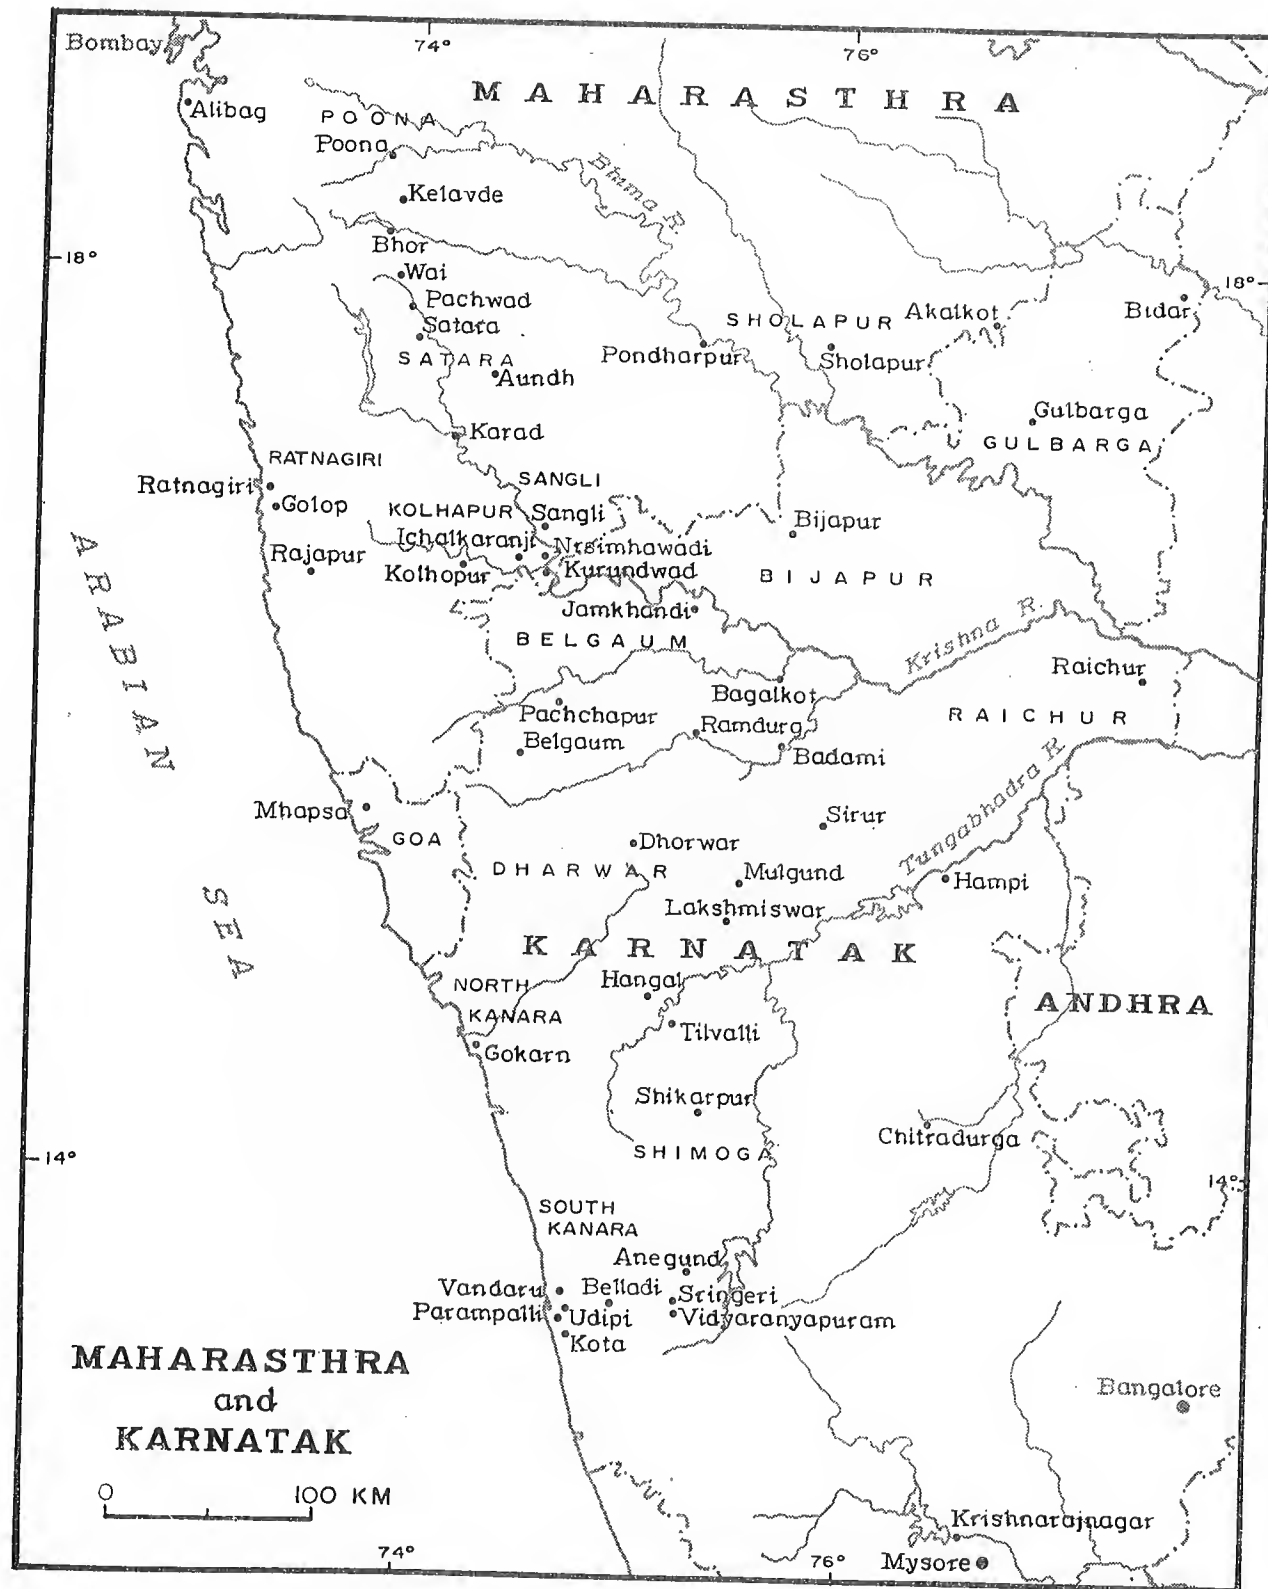 Bombay
74°
76°
MAHARASTHRA
Alibag
POONA
Poona
Bhima R.
Kelavde
Bhor
18°
Wai
18°
Pachwad
Bidar
Satara
SHOLAPUR
Akalkot
SATARA
Pondharpur
Sholapur
Aundh
Gulbarga
Karad
GULBARGA
RATNAGIRI
SANGLI
Ratnagiri
Golop
KOLHAPUR
Sangli
Bijapur
Ichalkaranji
Nrsimhawadi
Rajapur
Kolhopur
Kurundwad
BIJAPUR
Jamkhandi
ARABIAN
SEA
BELGAUM
Krishna R.
Raichur
Bagalkot
Pachchapur
Ramdurg
RAICHUR
Belgaum
Badami
Mhapsa
Sirur
Tungabhadra R
GOA
Dhorwar
DHARWAR
Mulgund
Hampi
Lakshmiswar
KARNATAK
NORTH
KANARA
Hangal
ANDHRA
Tilvalli
Gokarn
Shikarpur
Chitradurga
SHIMOGA
14°
14°
SOUTH
KANARA
Anegund
Vandaru
Belladi
Sringeri
Parampalli
Udipi
Vidyaranyapuram
Kota
MAHARASTHRA
and
KARNATAK
Bangalore
0 100 KM
Krishnarajnagar
74°
76°
Mysore